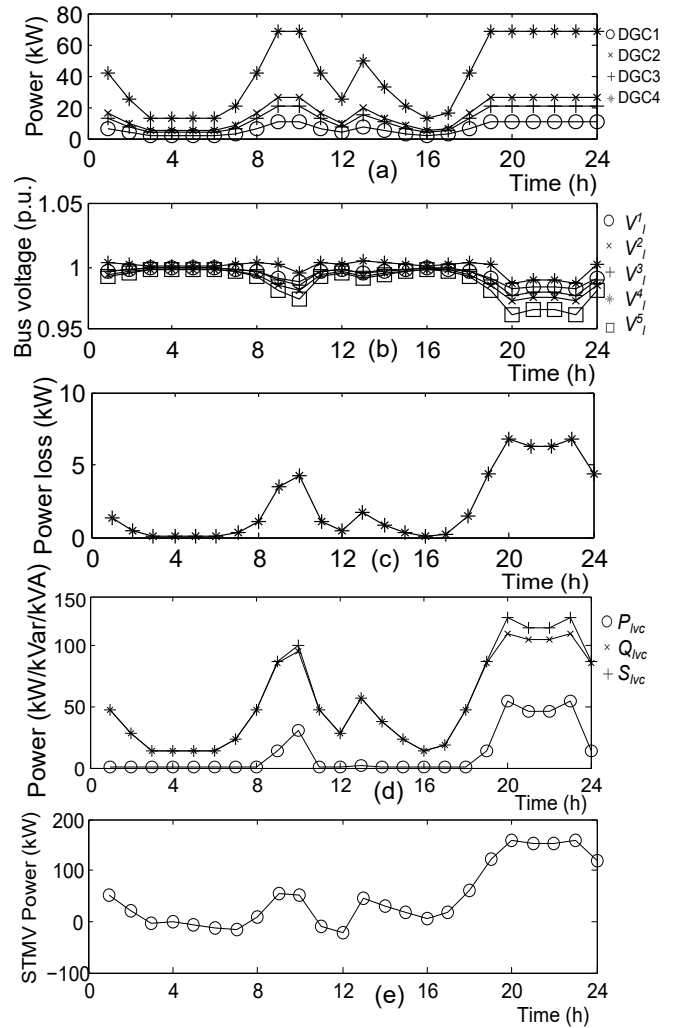 80
60
40
20
0
Power (kW)
0 4 8 12 16 20 24
(a)
Time (h)
DGC1
DGC2
DGC3
DGC4
1.05
1
0.95
Bus voltage (p.u.)
0 4 8 12 16 20 24
(b)
Time (h)
V¹l
V²l
V³l
V⁴l
V⁵l
10
5
0
Power loss (kW)
0 4 8 12 16 20 24
(c)
Time (h)
150
100
50
0
Power (kW/kVar/kVA)
0 4 8 12 16 20 24
(d)
Time (h)
Plvc
Qlvc
Slvc
200
100
0
−100
STMV Power (kW)
0 4 8 12 16 20 24
(e)
Time (h)